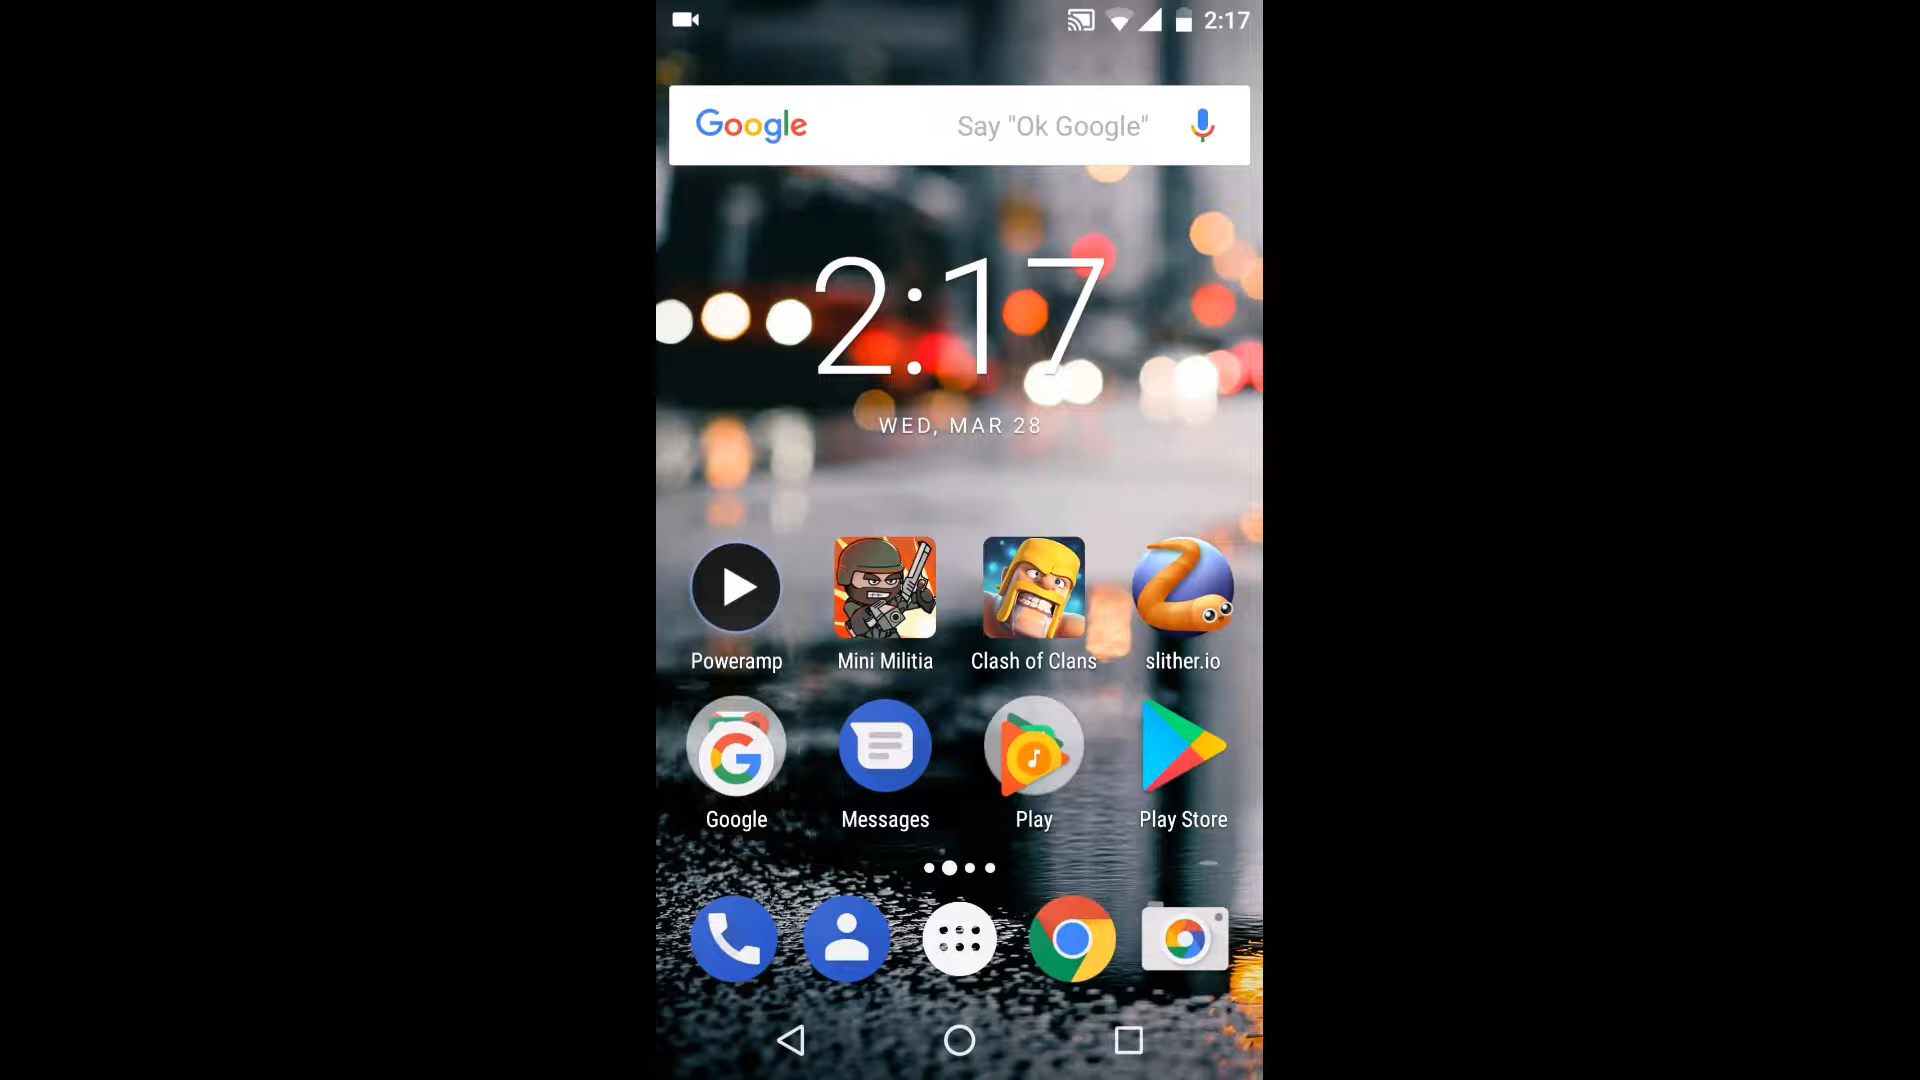 2:17
Google Say "Ok Google"
2:17
WED, MAR 28
Poweramp Mini Militia Clash of Clans slither.io
Google Messages Play Play Store